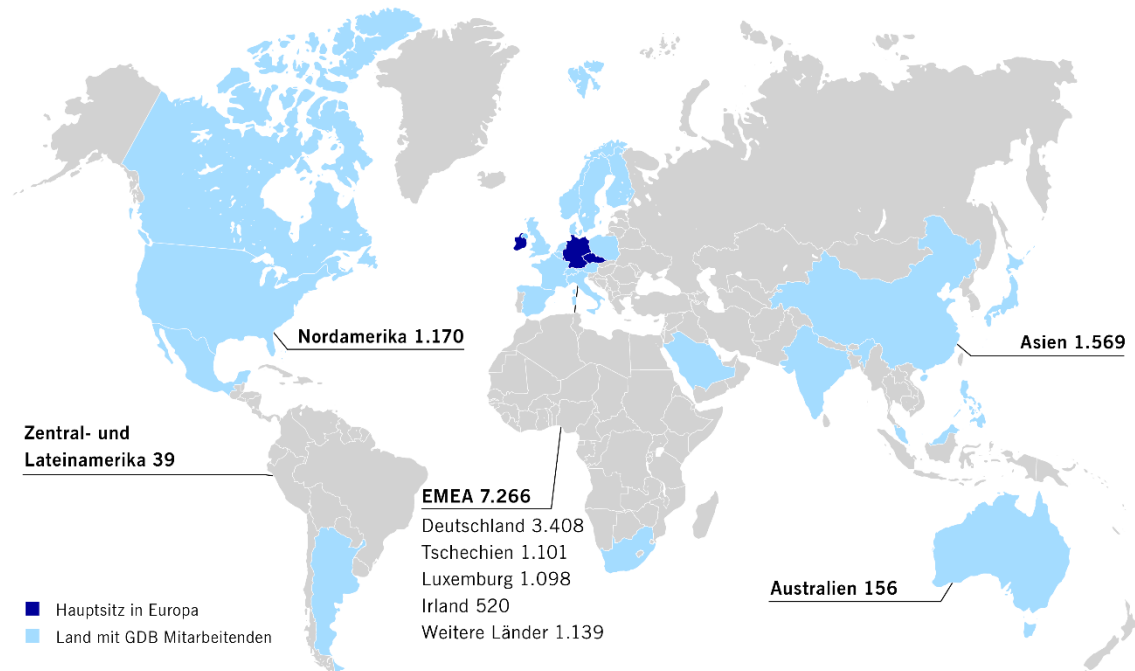 Nordamerika 1.170
Asien 1.569
Zentral- und
Lateinamerika 39
EMEA 7.266
Deutschland 3.408
Tschechien 1.101
Luxemburg 1.098
Irland 520
Weitere Länder 1.139
Australien 156
Hauptsitz in Europa
Land mit GDB Mitarbeitenden